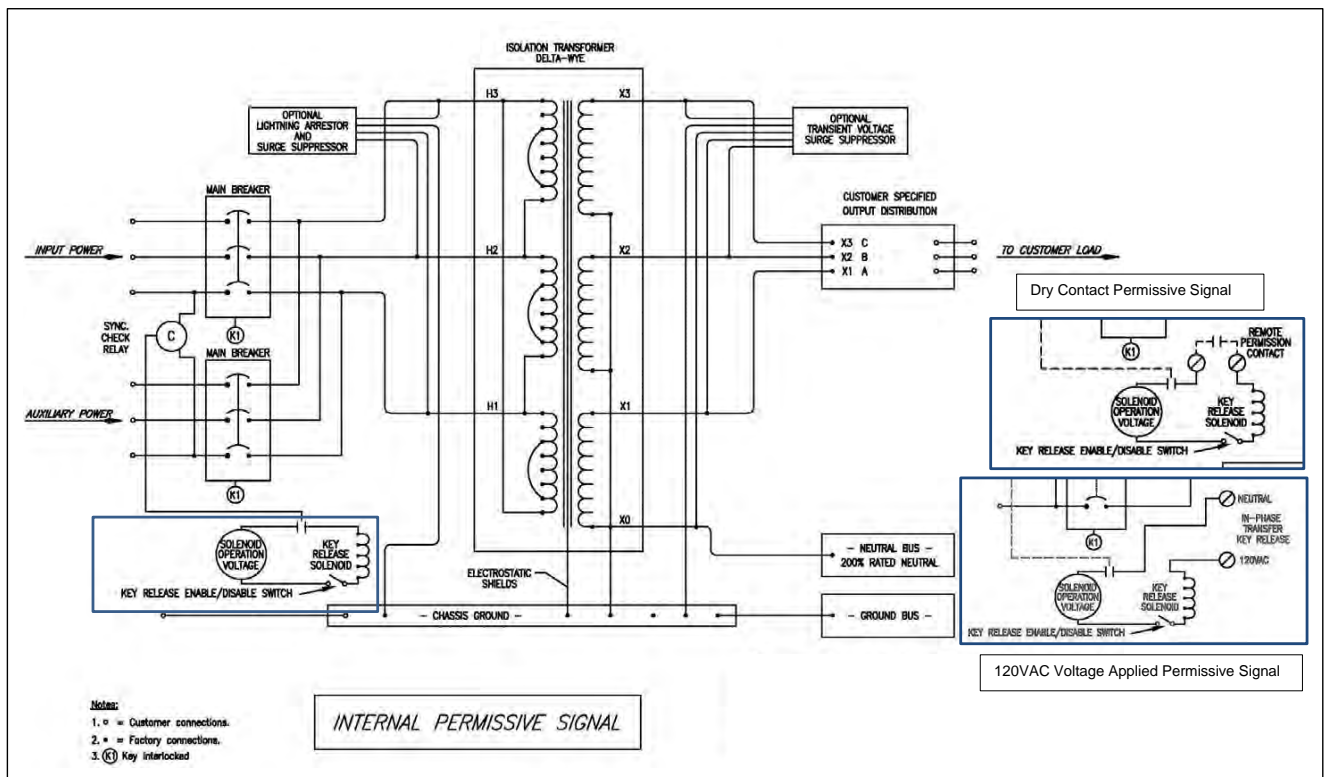 ISOLATION TRANSFORMER
DELTA-WYE
H3
X3
OPTIONAL
LIGHTNING ARRESTOR
AND
SURGE SUPPRESSOR
OPTIONAL
TRANSIENT VOLTAGE
SURGE SUPPRESSOR
MAIN BREAKER
CUSTOMER SPECIFIED
OUTPUT DISTRIBUTION
INPUT POWER
H2
X2
X3 C
X2 B
X1 A
TO CUSTOMER LOAD
Dry Contact Permissive Signal
SYNC.
CHECK
RELAY
C
K1
MAIN BREAKER
K1
REMOTE
PERMISSION
CONTACT
SOLENOID
OPERATION
VOLTAGE
KEY
RELEASE
SOLENOID
KEY RELEASE ENABLE/DISABLE SWITCH
AUXILIARY POWER
H1
X1
K1
NEUTRAL
IN-PHASE
TRANSFER
KEY RELEASE
K1
120VAC
SOLENOID
OPERATION
VOLTAGE
KEY
RELEASE
SOLENOID
KEY RELEASE ENABLE/DISABLE SWITCH
120VAC Voltage Applied Permissive Signal
X0
SOLENOID
OPERATION
VOLTAGE
KEY
RELEASE
SOLENOID
KEY RELEASE ENABLE/DISABLE SWITCH
ELECTROSTATIC
SHIELDS
- NEUTRAL BUS -
200% RATED NEUTRAL
- CHASSIS GROUND -
- GROUND BUS -
Notes:
1. o = Customer connections.
2. • = Factory connections.
3. K1 Key interlocked
INTERNAL PERMISSIVE SIGNAL